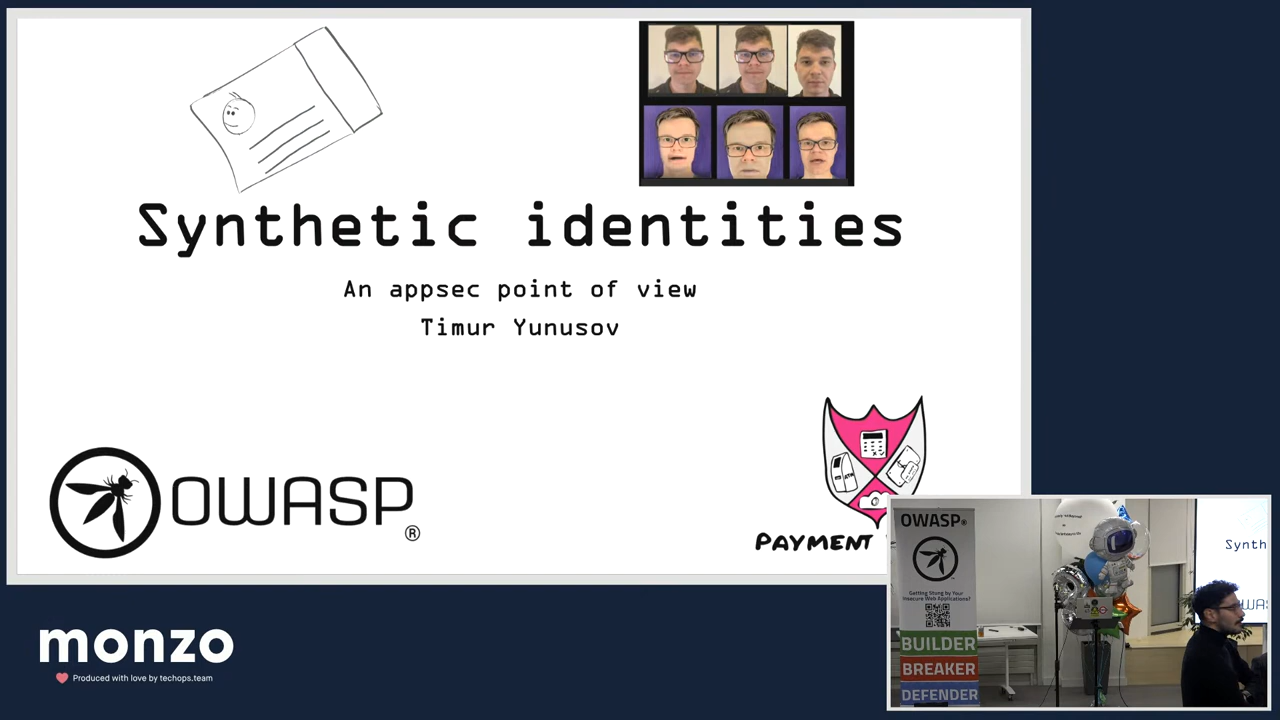 Synthetic identities
An appsec point of view
Timur Yunusov
OWASP®
PAYMENT
monzo
Produced with love by techops.team
OWASP®
Getting Stung by Your
Insecure Web Applications?
BUILDER
BREAKER
DEFENDER
Synth